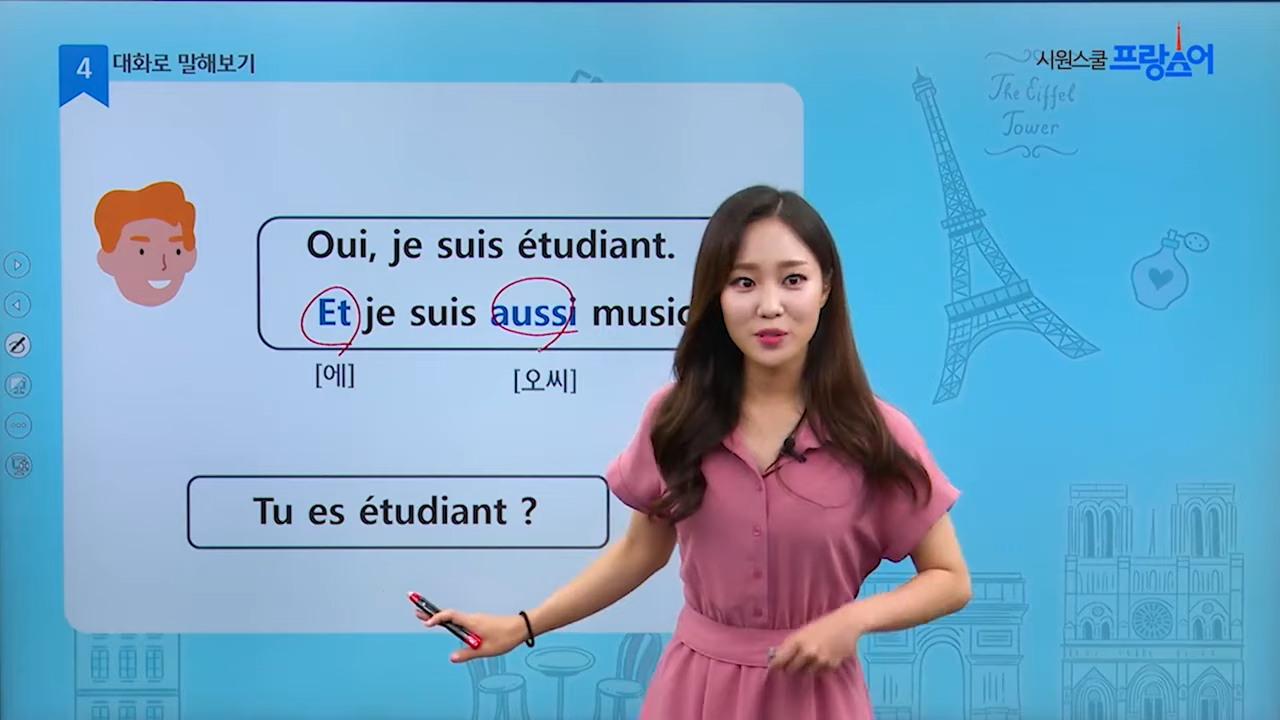 4 대화로 말해보기
시원스쿨 프랑스어
The Eiffel
Tower
Oui, je suis étudiant.
Et je suis aussi
[에] [오씨]
Tu es étudiant ?